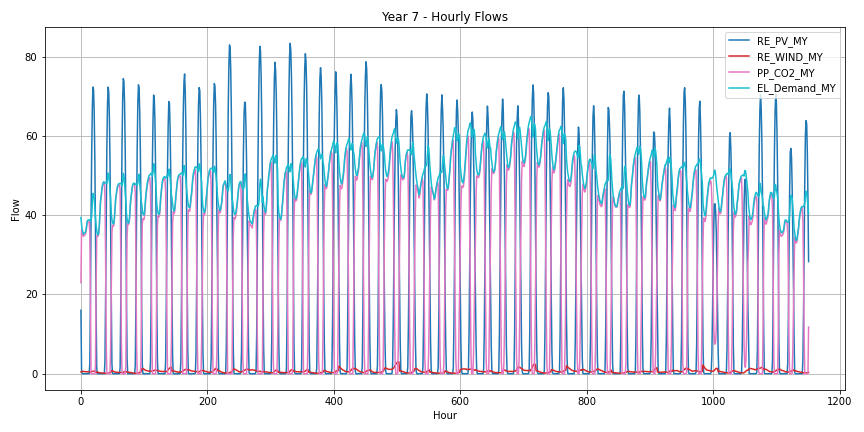 Year 7 - Hourly Flows
RE_PV_MY
RE_WIND_MY
PP_CO2_MY
EL_Demand_MY
Flow
80
60
40
20
0
0 200 400 600 800 1000 1200
Hour